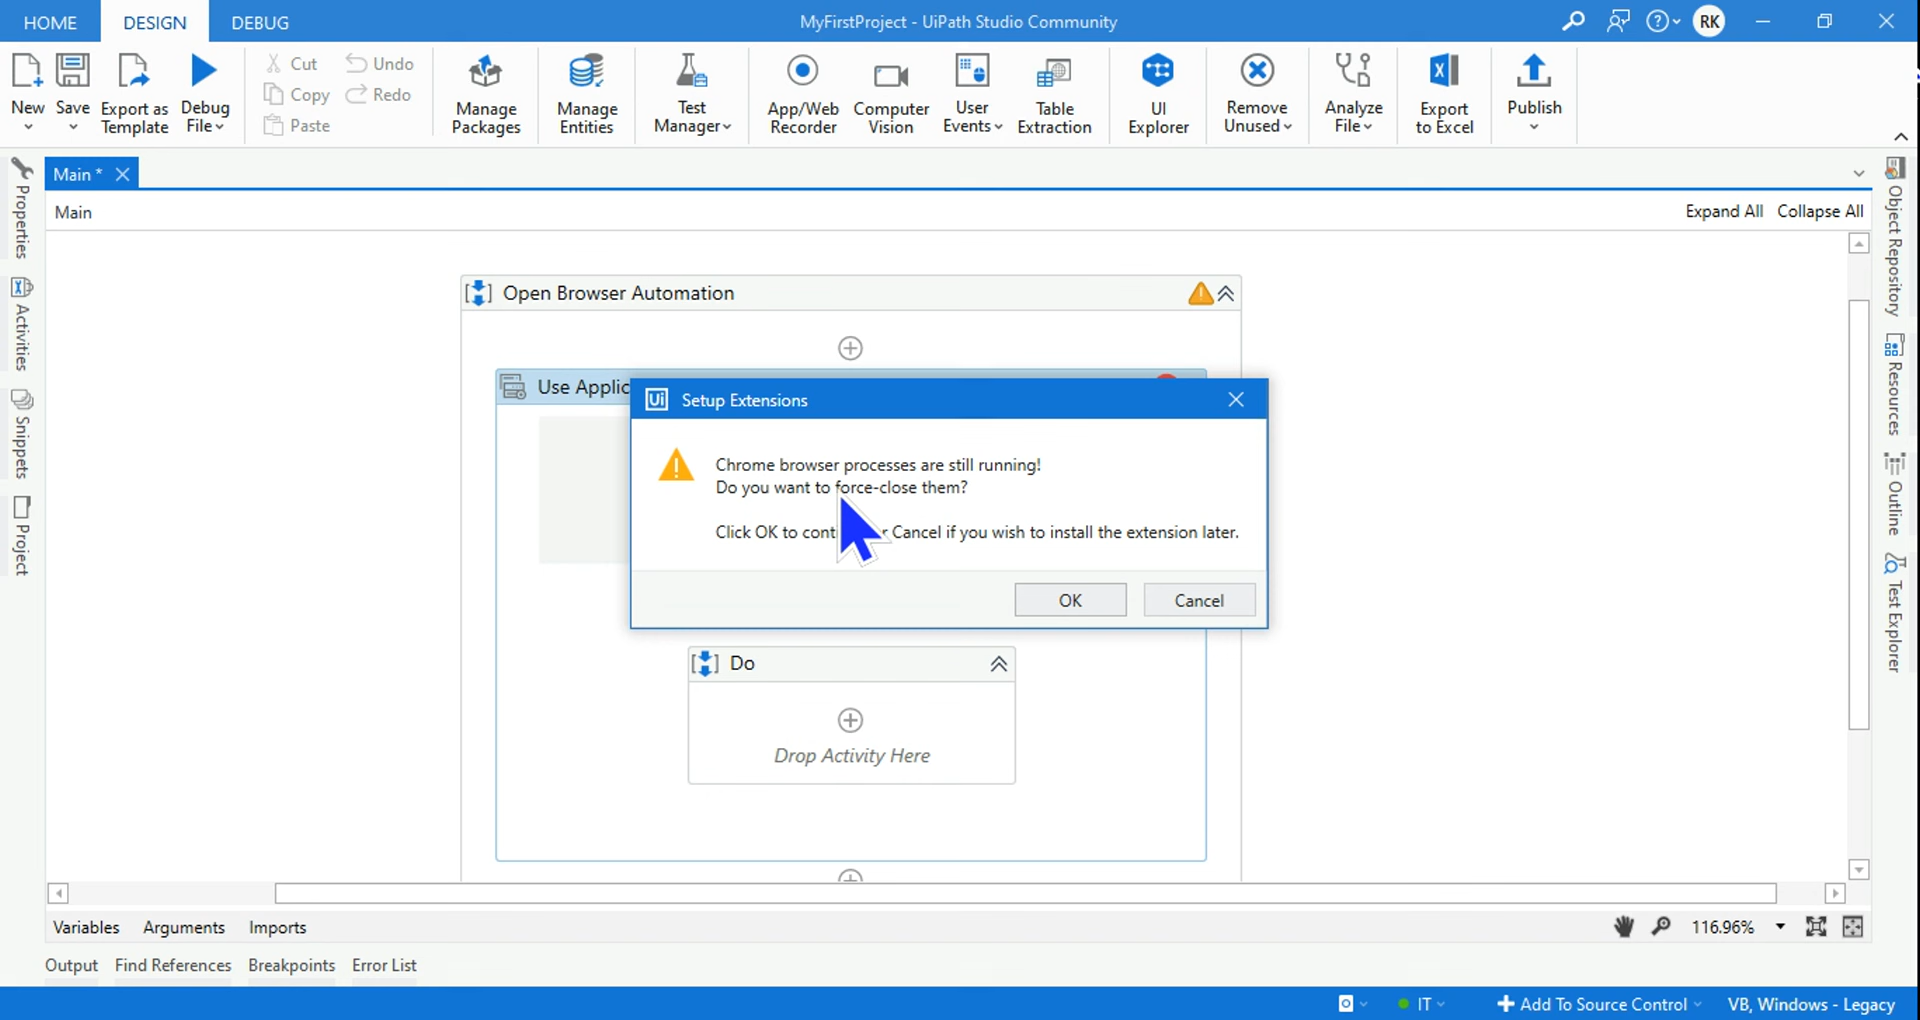 HOME DESIGN DEBUG MyFirstProject - UiPath Studio Community RK
New Save Export as Template Debug File Cut Copy Paste Undo Redo Manage Packages Manage Entities Test Manager App/Web Recorder Computer Vision User Events Table Extraction UI Explorer Remove Unused Analyze File Export to Excel Publish
Main *
Main Expand All Collapse All
Properties
Activities
Snippets
Project
Object Repository
Resources
Outline
Test Explorer
Open Browser Automation
Use Applic
Ui Setup Extensions
Chrome browser processes are still running!
Do you want to force-close them?
Click OK to cont Cancel if you wish to install the extension later.
OK Cancel
Do
Drop Activity Here
Variables Arguments Imports 116.96%
Output Find References Breakpoints Error List
IT Add To Source Control VB, Windows - Legacy